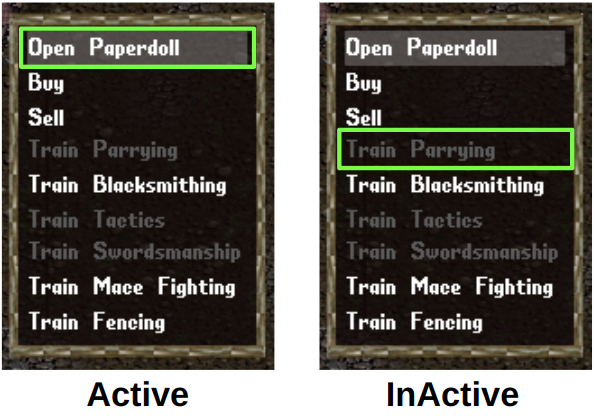 Open Paperdoll
Buy
Sell
Train Parrying
Train Blacksmithing
Train Tactics
Train Swordsmanship
Train Mace Fighting
Train Fencing
Active
Open Paperdoll
Buy
Sell
Train Parrying
Train Blacksmithing
Train Tactics
Train Swordsmanship
Train Mace Fighting
Train Fencing
InActive